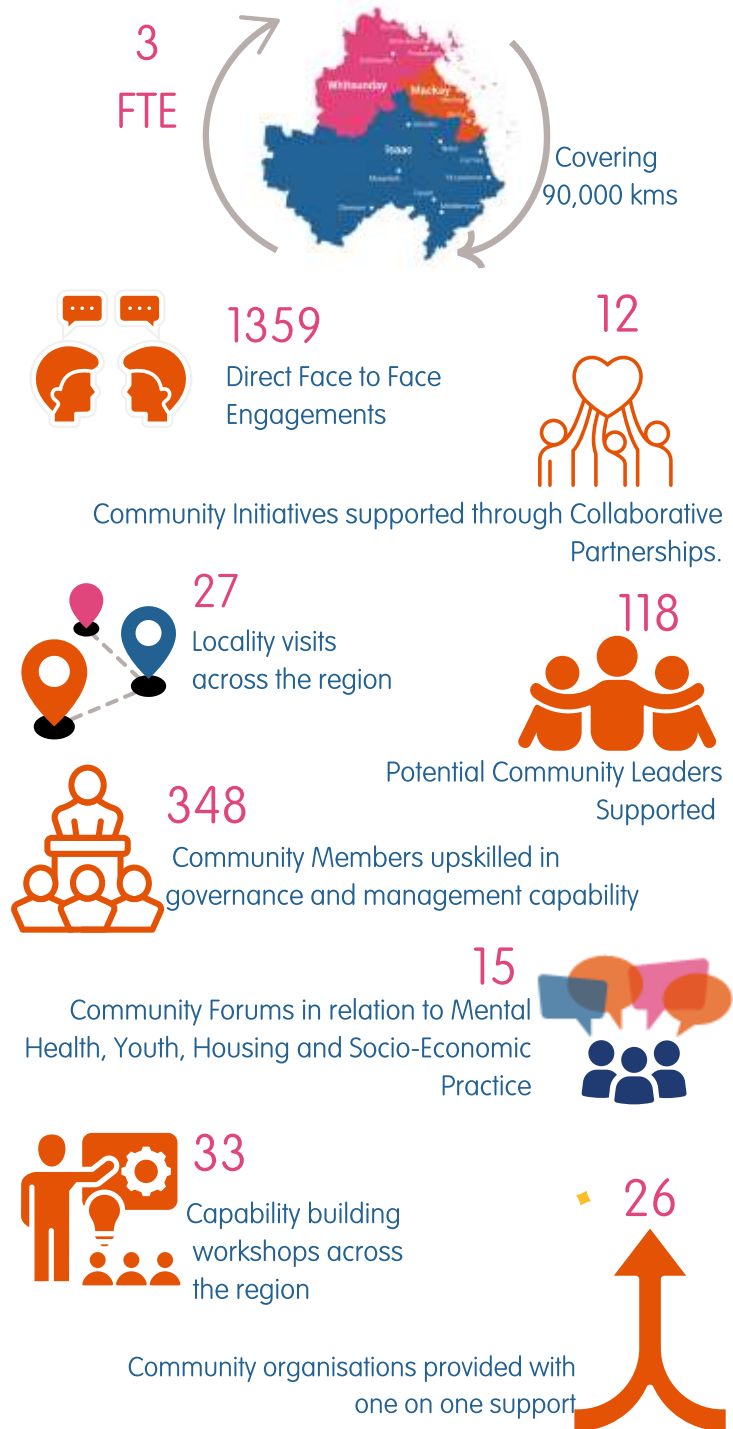 3
FTE
Whitsunday
Mackay
Isaac
Covering
90,000 kms
1359
Direct Face to Face
Engagements
12
Community Initiatives supported through Collaborative
Partnerships.
27
Locality visits
across the region
118
Potential Community Leaders
Supported
348
Community Members upskilled in
governance and management capability
15
Community Forums in relation to Mental
Health, Youth, Housing and Socio-Economic
Practice
33
Capability building
workshops across
the region
26
Community organisations provided with
one on one support